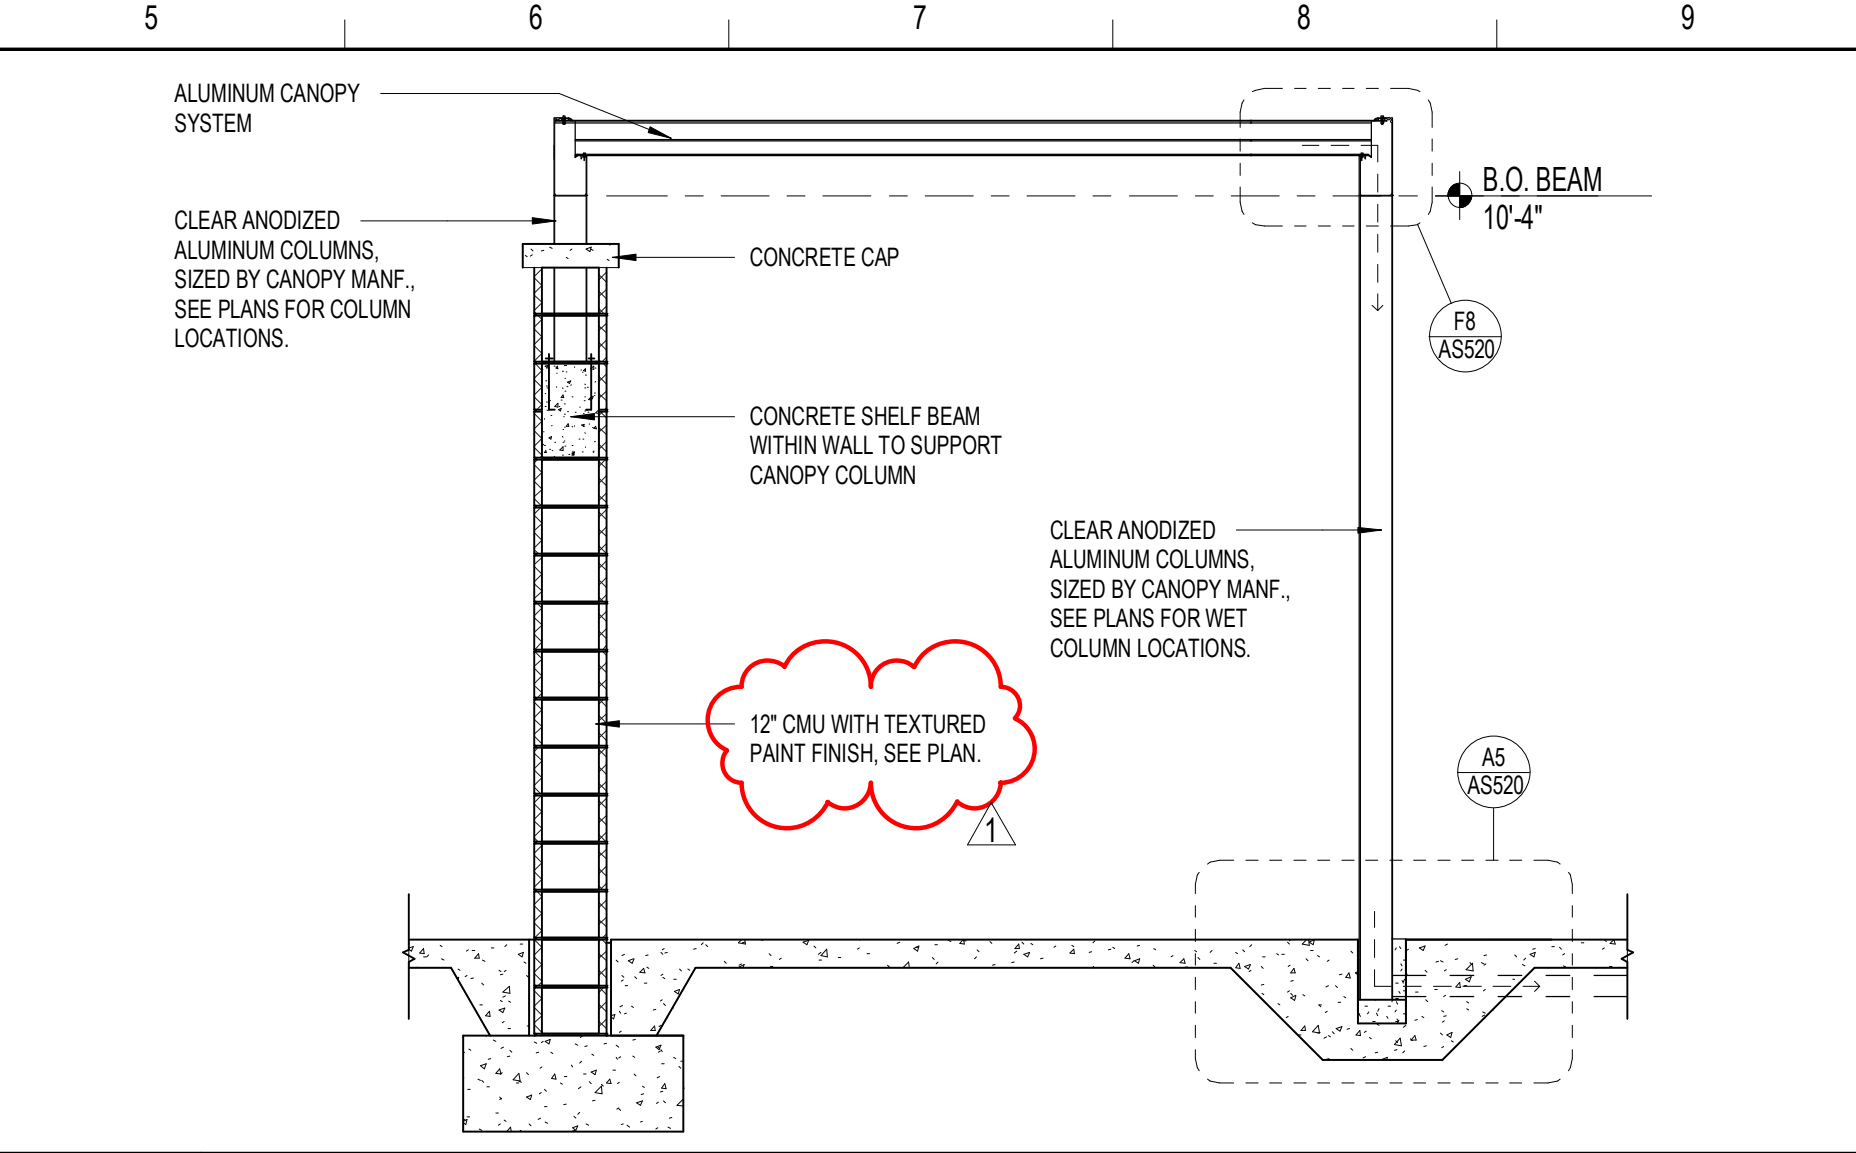 5 6 7 8 9
ALUMINUM CANOPY
SYSTEM
B.O. BEAM
10'-4"
CLEAR ANODIZED
ALUMINUM COLUMNS,
SIZED BY CANOPY MANF.,
SEE PLANS FOR COLUMN
LOCATIONS.
CONCRETE CAP
F8
AS520
CONCRETE SHELF BEAM
WITHIN WALL TO SUPPORT
CANOPY COLUMN
CLEAR ANODIZED
ALUMINUM COLUMNS,
SIZED BY CANOPY MANF.,
SEE PLANS FOR WET
COLUMN LOCATIONS.
12" CMU WITH TEXTURED
PAINT FINISH, SEE PLAN.
1
A5
AS520